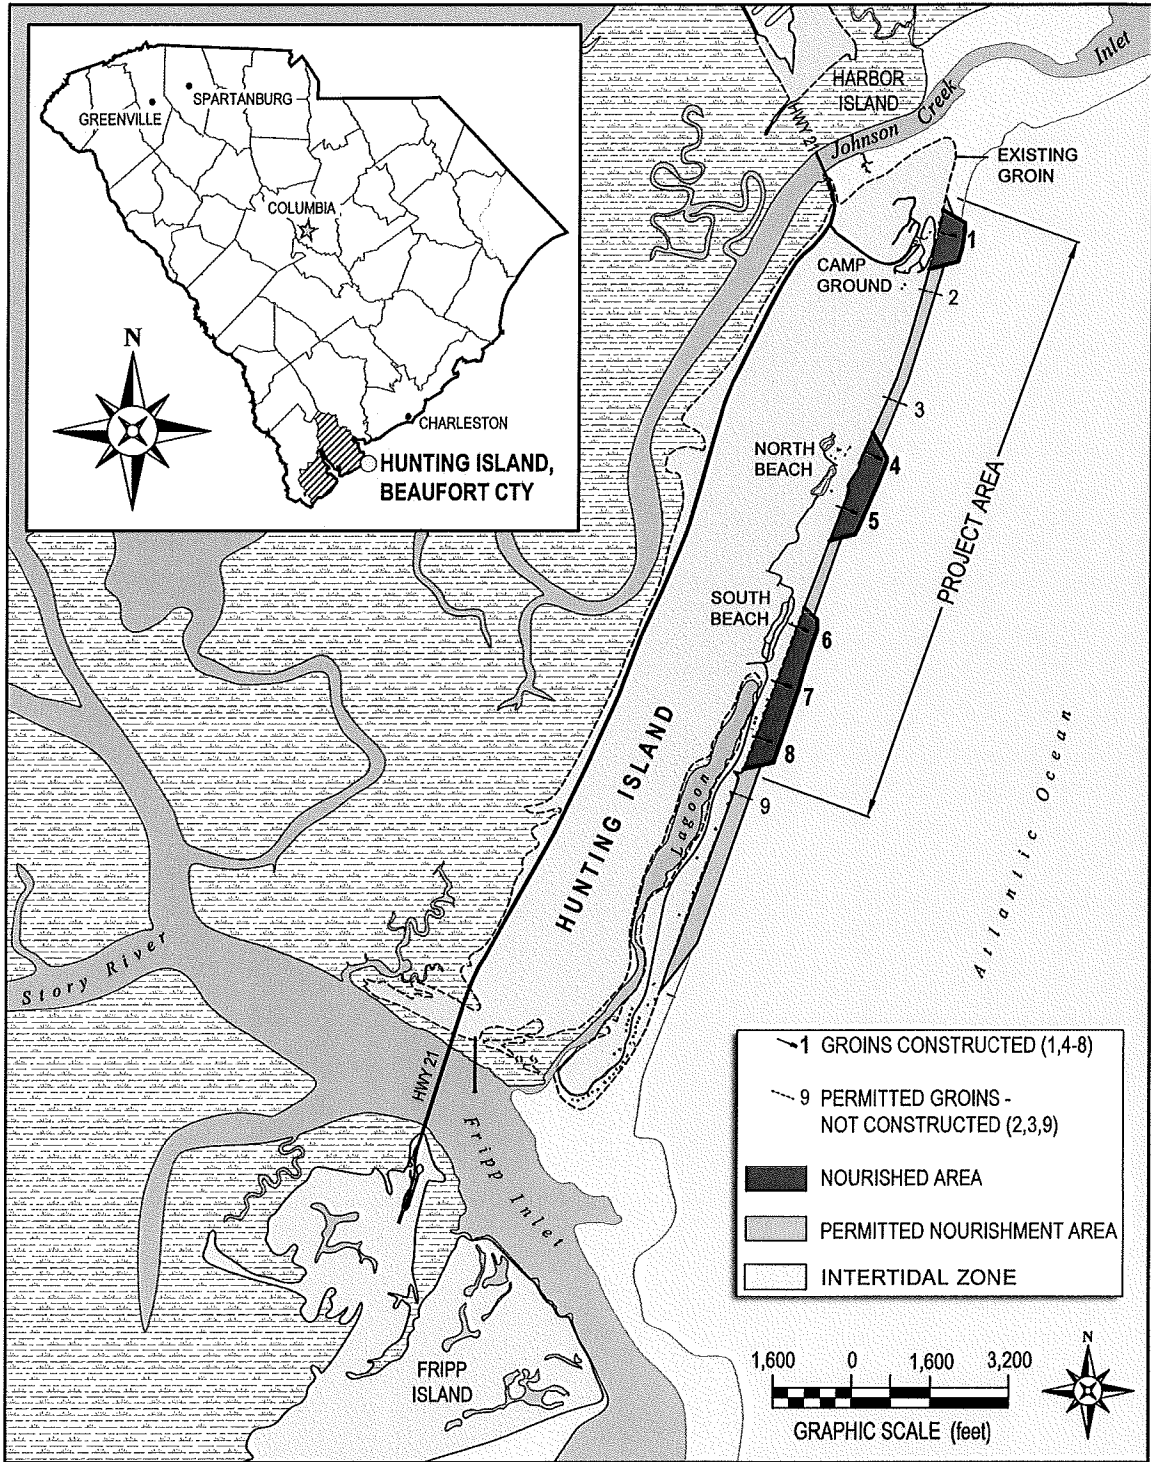 SPARTANBURG
GREENVILLE
COLUMBIA
N
CHARLESTON
HUNTING ISLAND,
BEAUFORT CTY
HARBOR
ISLAND
HWY 21
Johnson Creek
Inlet
EXISTING
GROIN
1
CAMP
GROUND
2
3
NORTH
BEACH
4
5
PROJECT AREA
SOUTH
BEACH
6
7
8
9
HUNTING ISLAND
Lagoon
Atlantic Ocean
Story River
HWY 21
Fripp Inlet
FRIPP
ISLAND
1 GROINS CONSTRUCTED (1,4-8)
9 PERMITTED GROINS -
NOT CONSTRUCTED (2,3,9)
NOURISHED AREA
PERMITTED NOURISHMENT AREA
INTERTIDAL ZONE
1,600 0 1,600 3,200
GRAPHIC SCALE (feet)
N